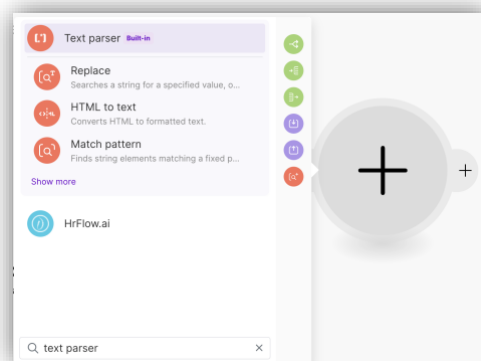 Text parser Built-in
Replace
Searches a string for a specified value, o...
HTML to text
Converts HTML to formatted text.
Match pattern
Finds string elements matching a fixed p...
Show more
HrFlow.ai
text parser